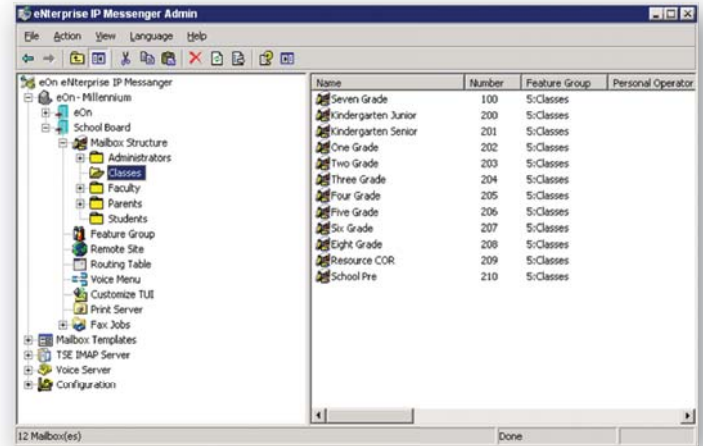 eNterprise IP Messenger Admin
File Action View Language Help
eOn eNterprise IP Messanger
eOn - Millennium
eOn
School Board
Mailbox Structure
Administrators
Classes
Faculty
Parents
Students
Feature Group
Remote Site
Routing Table
Voice Menu
Customize TUI
Print Server
Fax Jobs
Mailbox Templates
TSE IMAP Server
Voice Server
Configuration
Name Number Feature Group Personal Operator
Seven Grade 100 5:Classes
Kindergarten Junior 200 5:Classes
Kindergarten Senior 201 5:Classes
One Grade 202 5:Classes
Two Grade 203 5:Classes
Three Grade 204 5:Classes
Four Grade 205 5:Classes
Five Grade 206 5:Classes
Six Grade 207 5:Classes
Eight Grade 208 5:Classes
Resource COR 209 5:Classes
School Pre 210 5:Classes
12 Mailbox(es) Done